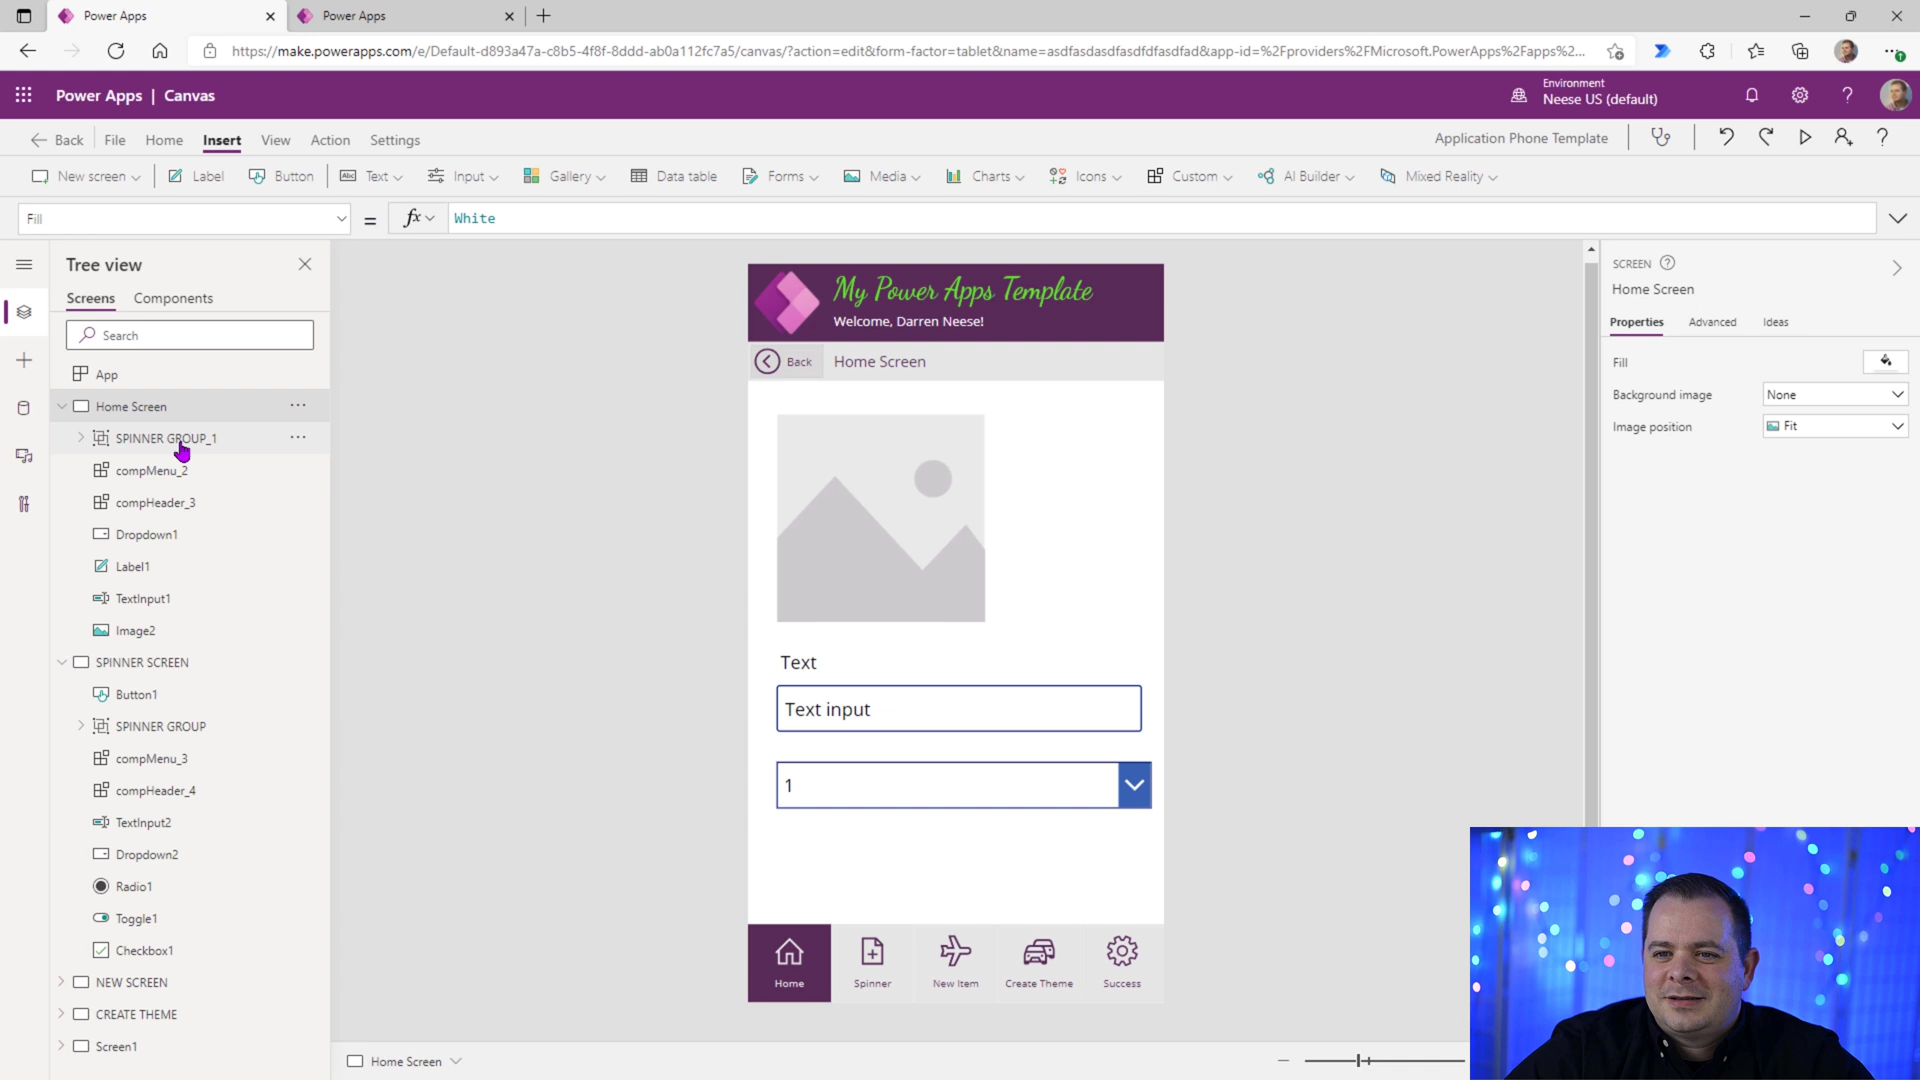 Power Apps
Power Apps
https://make.powerapps.com/e/Default-d893a47a-c8b5-4f8f-8ddd-ab0a112fc7a5/canvas/?action=edit&form-factor=tablet&name=asdfasdasdfasdfdfasdfad&app-id=%2Fproviders%2FMicrosoft.PowerApps%2Fapps%2...
Power Apps | Canvas
Environment
Neese US (default)
Back
File
Home
Insert
View
Action
Settings
Application Phone Template
New screen
Label
Button
Text
Input
Gallery
Data table
Forms
Media
Charts
Icons
Custom
AI Builder
Mixed Reality
Fill
=
fx
White
Tree view
Screens
Components
Search
App
Home Screen
SPINNER GROUP_1
compMenu_2
compHeader_3
Dropdown1
Label1
TextInput1
Image2
SPINNER SCREEN
Button1
SPINNER GROUP
compMenu_3
compHeader_4
TextInput2
Dropdown2
Radio1
Toggle1
Checkbox1
NEW SCREEN
CREATE THEME
Screen1
My Power Apps Template
Welcome, Darren Neese!
Back
Home Screen
Text
Text input
1
Home
Spinner
New Item
Create Theme
Success
Home Screen
SCREEN
Home Screen
Properties
Advanced
Ideas
Fill
Background image
None
Image position
Fit